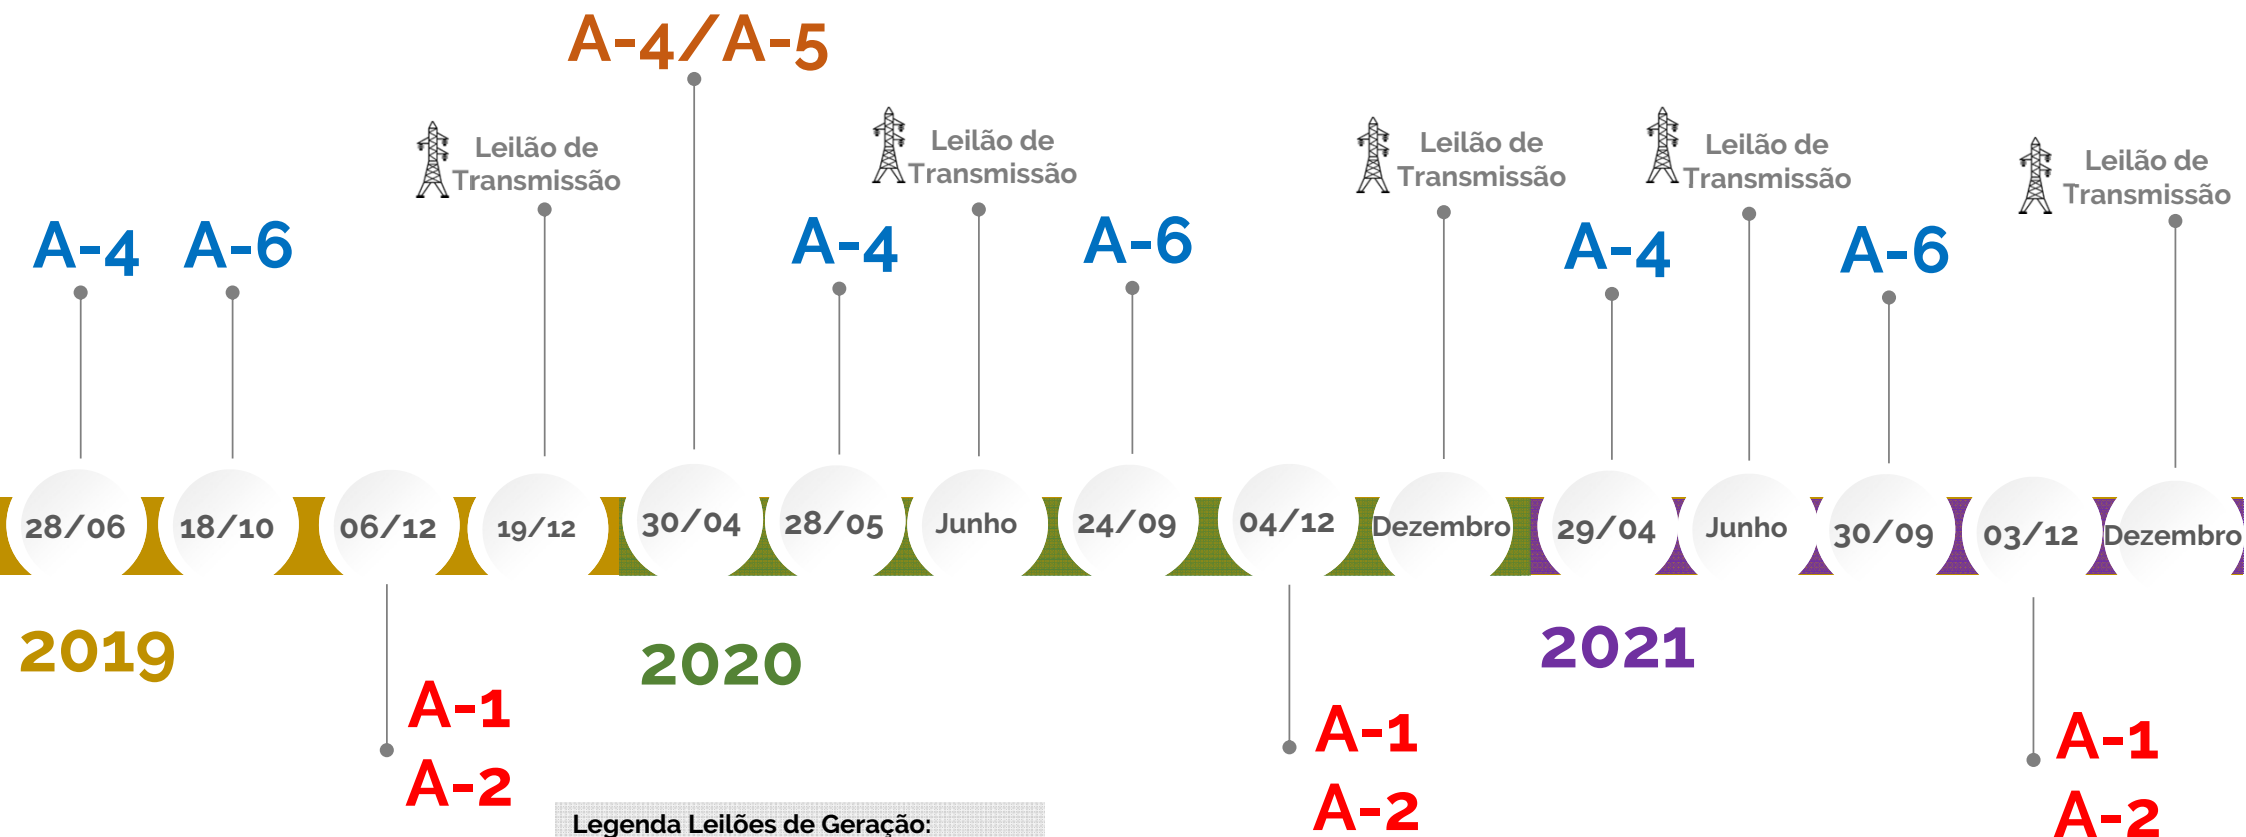 A-4/A-5
Leilão de
Transmissão
Leilão de
Transmissão
Leilão de
Transmissão
Leilão de
Transmissão
Leilão de
Transmissão
A-4
A-6
A-4
A-6
A-4
A-6
28/06
18/10
06/12
19/12
30/04
28/05
Junho
24/09
04/12
Dezembro
29/04
Junho
30/09
03/12
Dezembro
2019
2020
2021
A-1
A-2
A-1
A-2
A-1
A-2
Legenda Leilões de Geração: